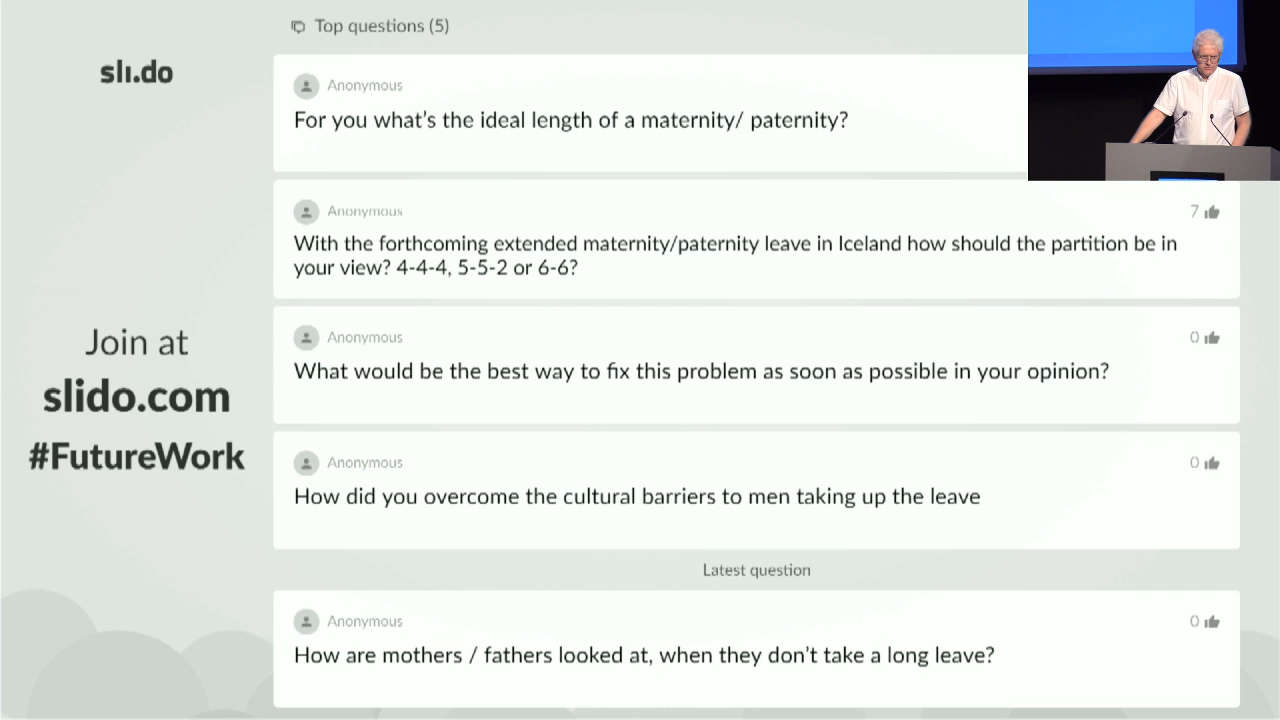 Top questions (5)
sli.do
Anonymous
For you what's the ideal length of a maternity/ paternity?
Anonymous
7
With the forthcoming extended maternity/paternity leave in Iceland how should the partition be in
your view? 4-4-4, 5-5-2 or 6-6?
Join at
slido.com
#FutureWork
Anonymous
0
What would be the best way to fix this problem as soon as possible in your opinion?
Anonymous
0
How did you overcome the cultural barriers to men taking up the leave
Latest question
Anonymous
0
How are mothers / fathers looked at, when they don't take a long leave?